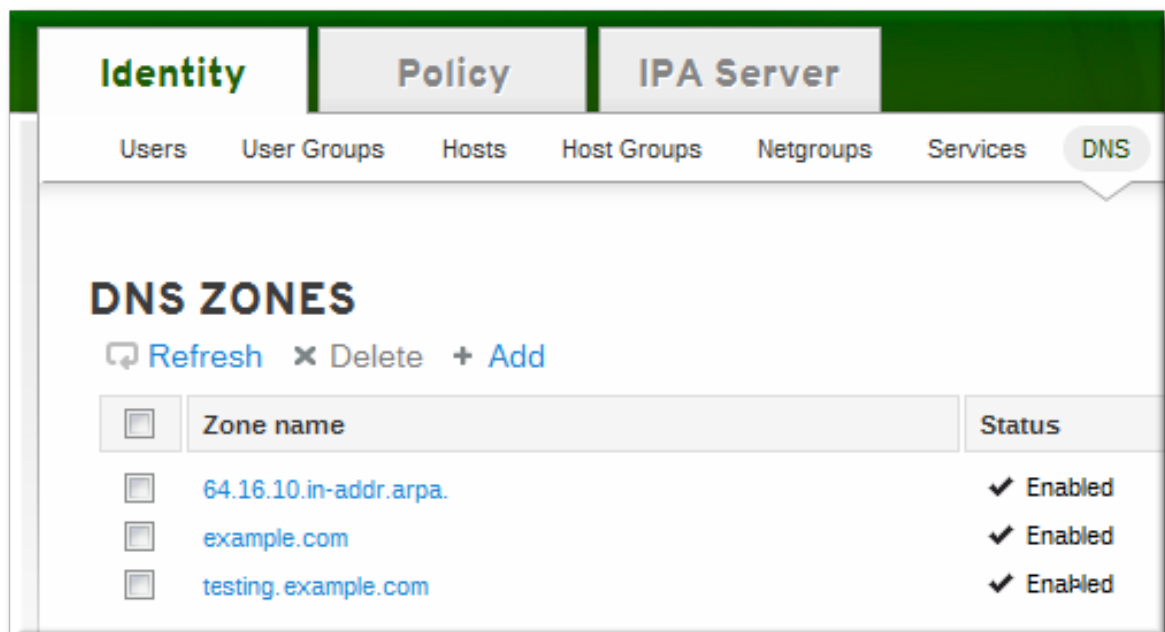 Identity Policy IPA Server
Users User Groups Hosts Host Groups Netgroups Services DNS
DNS ZONES
Refresh Delete + Add
Zone name Status
64.16.10.in-addr.arpa. Enabled
example.com Enabled
testing.example.com Enabled